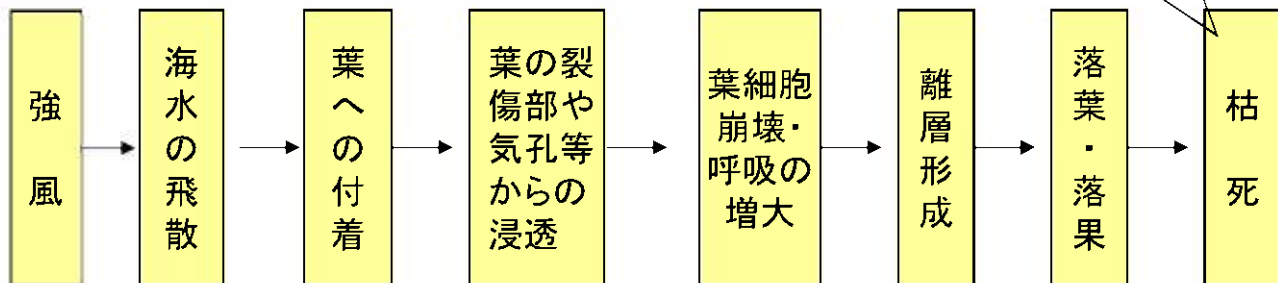 強風
海水の飛散
葉への付着
葉の裂
傷部や
気孔等
からの
浸透
葉細胞
崩壊・
呼吸の
増大
離層形成
落葉・落果
枯死